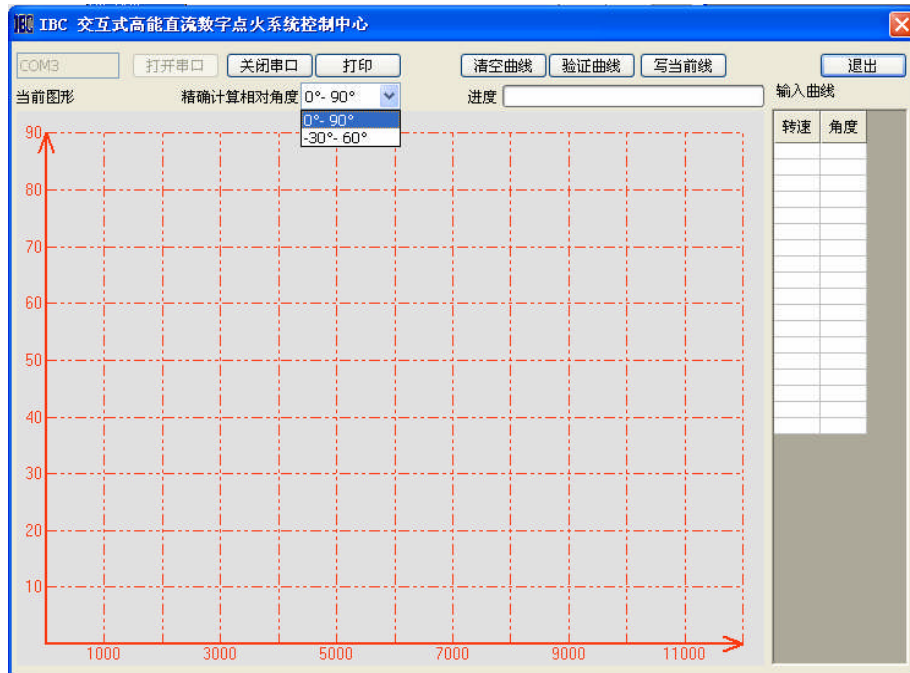 IBC IBC 交互式高能直流数字点火系统控制中心
COM3 打开串口 关闭串口 打印 清空曲线 验证曲线 写当前线 退出
当前图形 精确计算相对角度 0°- 90° 进度 输入曲线
0°- 90°
-30°- 60°
转速 角度
90
80
70
60
50
40
30
20
10
1000 3000 5000 7000 9000 11000